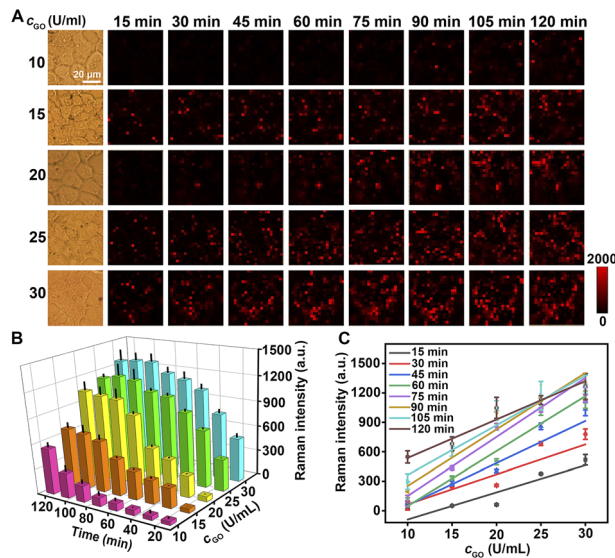 A
c_GO (U/ml) 15 min 30 min 45 min 60 min 75 min 90 min 105 min 120 min
10
20 μm
15
20
25
30
2000
0
B
1500
1200
900
600
300
0
Raman intensity (a.u.)
120 100 80 60 40 20
Time (min)
10 15 20 25 30
c_GO (U/mL)
C
Raman intensity (a.u.)
1500
1200
900
600
300
0
15 min
30 min
45 min
60 min
75 min
90 min
105 min
120 min
10 15 20 25 30
c_GO (U/mL)